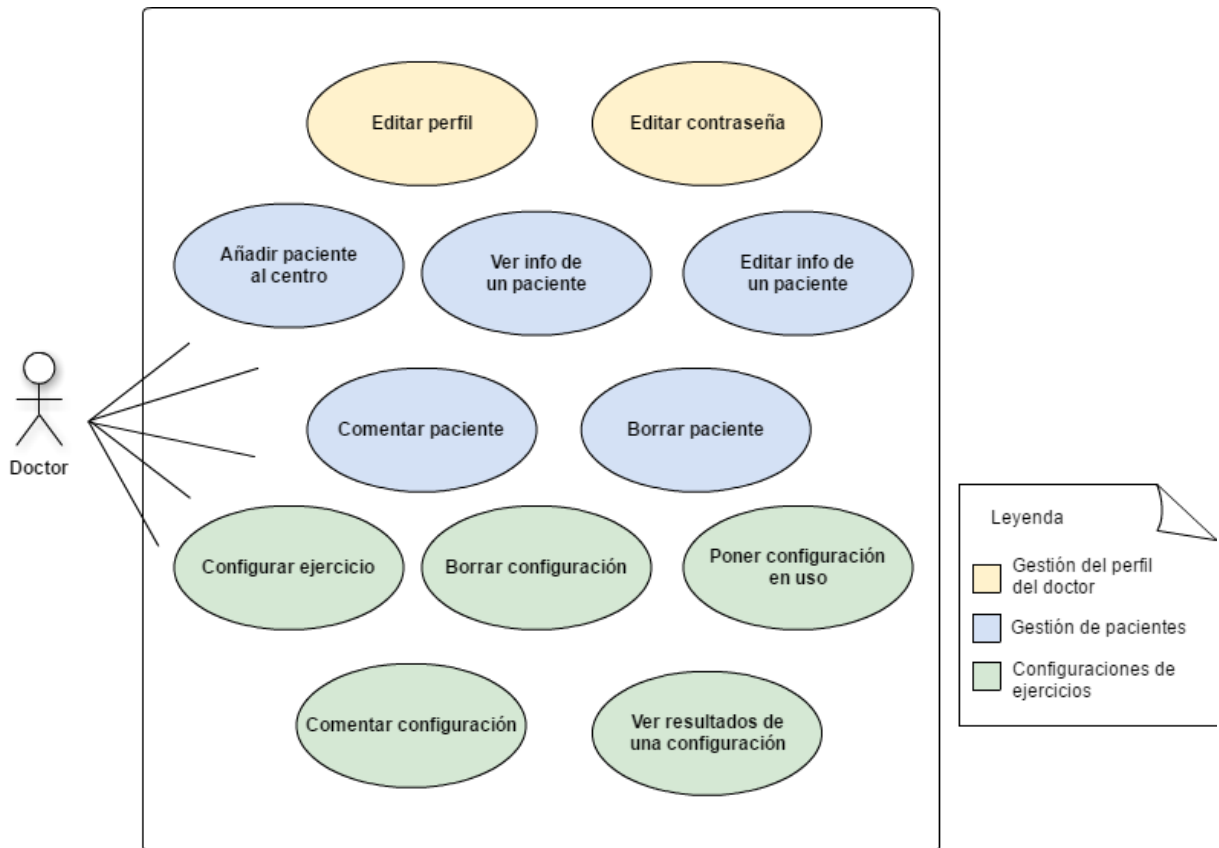 Editar perfil
Editar contraseña
Añadir paciente
al centro
Ver info de
un paciente
Editar info de
un paciente
Doctor
Comentar paciente
Borrar paciente
Configurar ejercicio
Borrar configuración
Poner configuración
en uso
Comentar configuración
Ver resultados de
una configuración
Leyenda
Gestión del perfil
del doctor
Gestión de pacientes
Configuraciones de
ejercicios